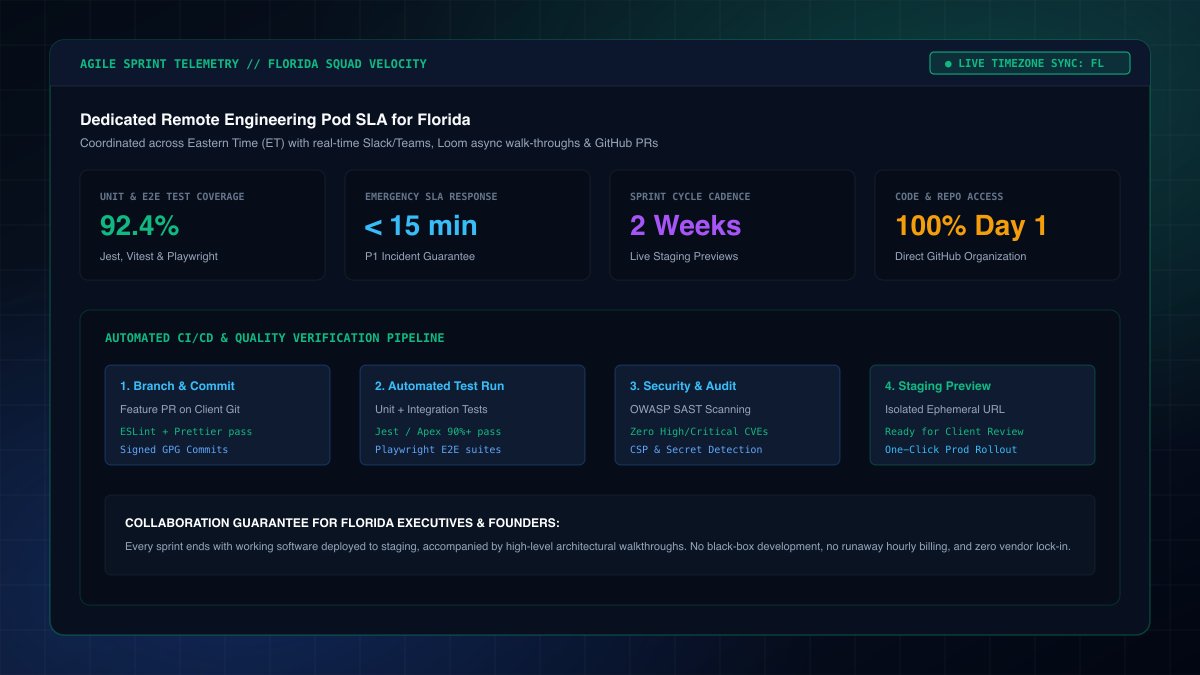 AGILE SPRINT TELEMETRY // FLORIDA SQUAD VELOCITY
● LIVE TIMEZONE SYNC: FL
Dedicated Remote Engineering Pod SLA for Florida
Coordinated across Eastern Time (ET) with real-time Slack/Teams, Loom async walk-throughs & GitHub PRs
UNIT & E2E TEST COVERAGE
92.4%
Jest, Vitest & Playwright
EMERGENCY SLA RESPONSE
< 15 min
P1 Incident Guarantee
SPRINT CYCLE CADENCE
2 Weeks
Live Staging Previews
CODE & REPO ACCESS
100% Day 1
Direct GitHub Organization
AUTOMATED CI/CD & QUALITY VERIFICATION PIPELINE
1. Branch & Commit
Feature PR on Client Git
ESLint + Prettier pass
Signed GPG Commits
2. Automated Test Run
Unit + Integration Tests
Jest / Apex 90%+ pass
Playwright E2E suites
3. Security & Audit
OWASP SAST Scanning
Zero High/Critical CVEs
CSP & Secret Detection
4. Staging Preview
Isolated Ephemeral URL
Ready for Client Review
One-Click Prod Rollout
COLLABORATION GUARANTEE FOR FLORIDA EXECUTIVES & FOUNDERS:
Every sprint ends with working software deployed to staging, accompanied by high-level architectural walkthroughs. No black-box development, no runaway hourly billing, and zero vendor lock-in.